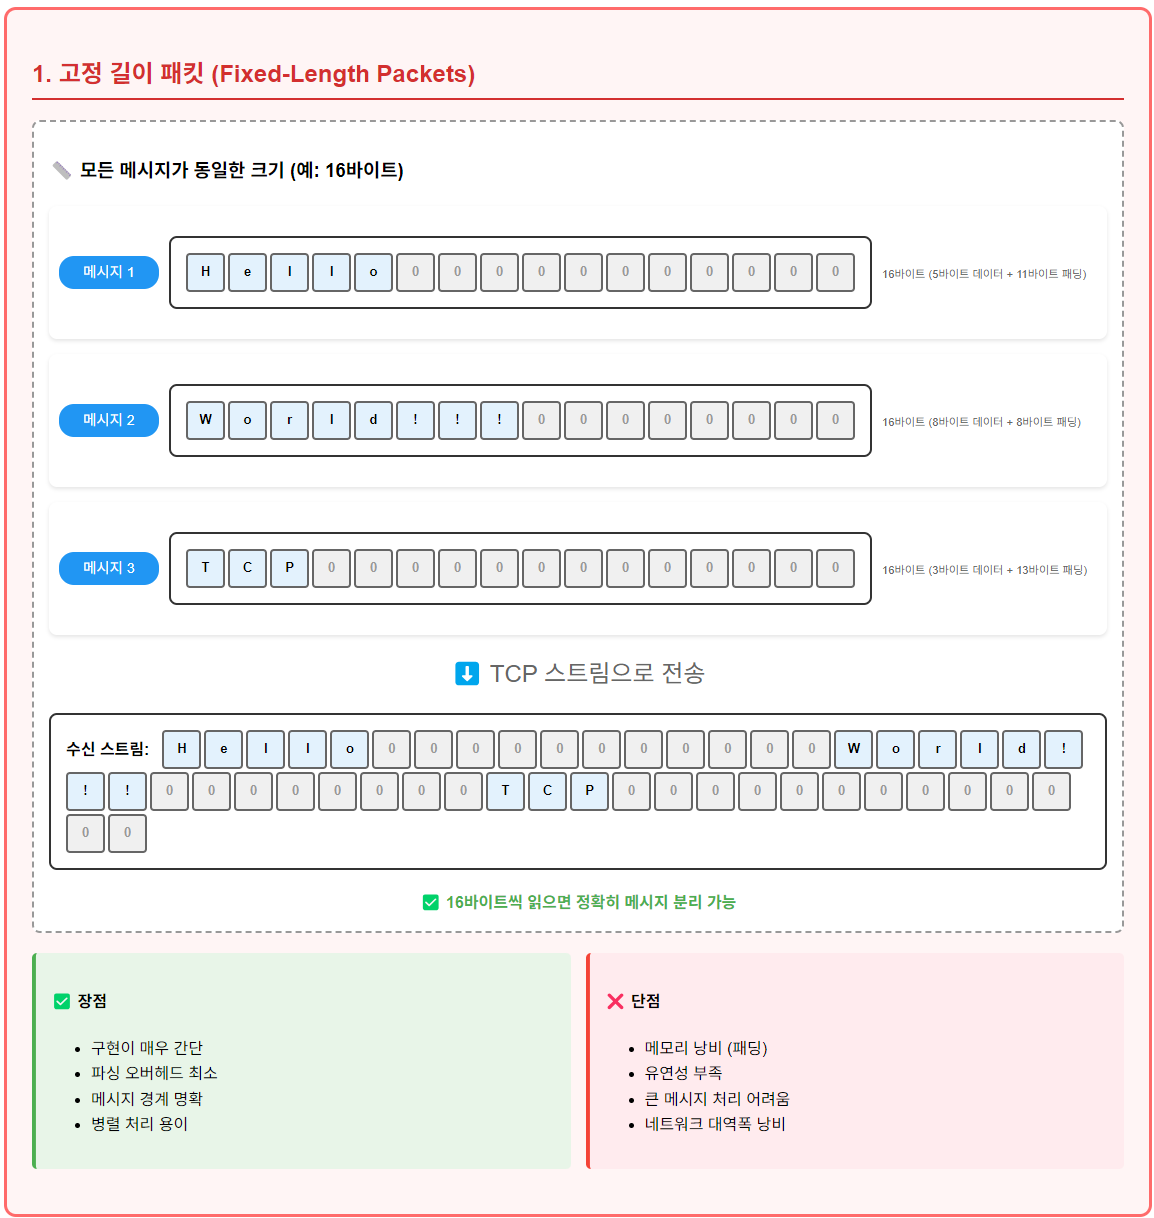 1. 고정 길이 패킷 (Fixed-Length Packets)
모든 메시지가 동일한 크기 (예: 16바이트)
메시지 1 H e l l o 0 0 0 0 0 0 0 0 0 0 0 16바이트 (5바이트 데이터 + 11바이트 패딩)
메시지 2 W o r l d ! ! ! 0 0 0 0 0 0 0 0 16바이트 (8바이트 데이터 + 8바이트 패딩)
메시지 3 T C P 0 0 0 0 0 0 0 0 0 0 0 0 0 16바이트 (3바이트 데이터 + 13바이트 패딩)
⬇️ TCP 스트림으로 전송
수신 스트림: H e l l o 0 0 0 0 0 0 0 0 0 0 0 W o r l d !
! ! 0 0 0 0 0 0 0 0 T C P 0 0 0 0 0 0 0 0 0 0 0
0 0
✅ 16바이트씩 읽으면 정확히 메시지 분리 가능
✅ 장점
• 구현이 매우 간단
• 파싱 오버헤드 최소
• 메시지 경계 명확
• 병렬 처리 용이
❌ 단점
• 메모리 낭비 (패딩)
• 유연성 부족
• 큰 메시지 처리 어려움
• 네트워크 대역폭 낭비